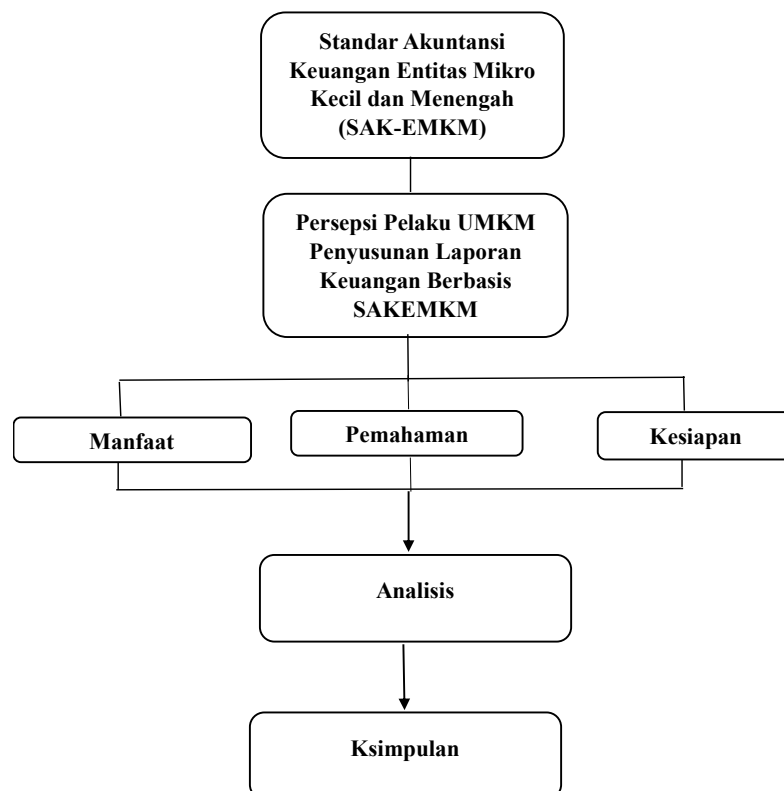 Standar Akuntansi
Keuangan Entitas Mikro
Kecil dan Menengah
(SAK-EMKM)
Persepsi Pelaku UMKM
Penyusunan Laporan
Keuangan Berbasis
SAKEMKM
Manfaat
Pemahaman
Kesiapan
Analisis
Ksimpulan